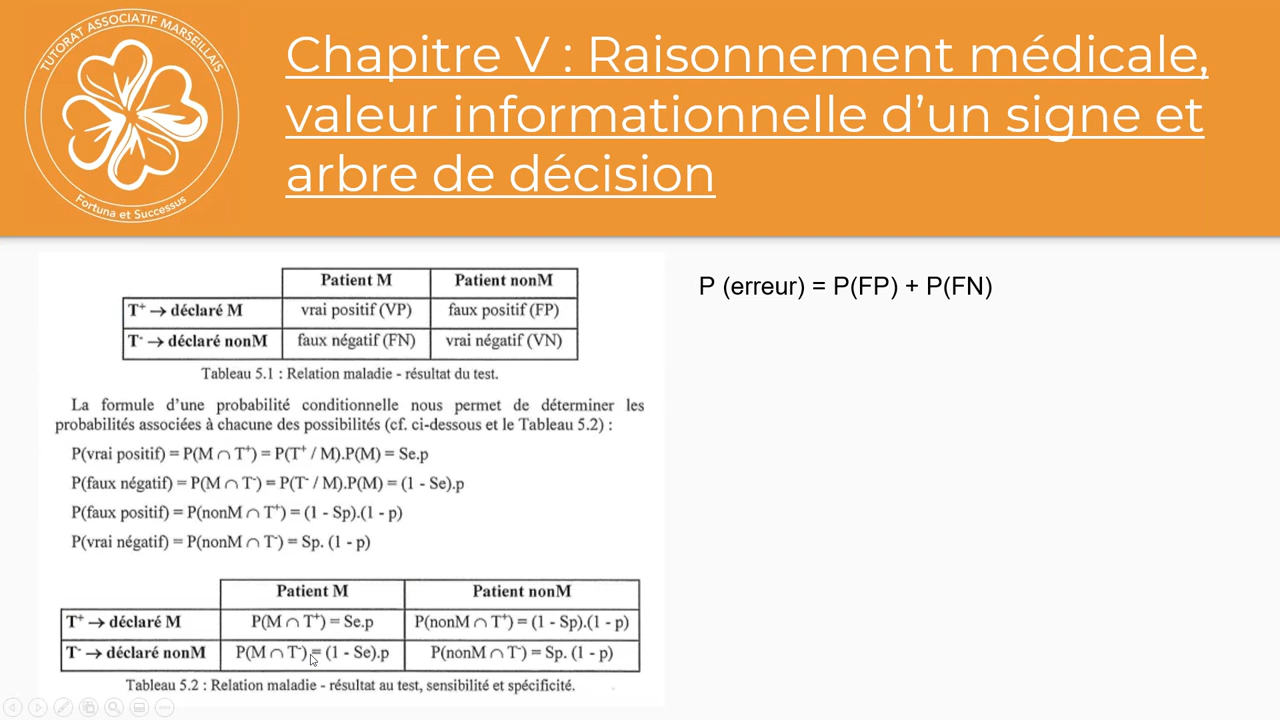 TUTORAT ASSOCIATIF MARSEILLAIS
Fortuna et Successus
Chapitre V : Raisonnement médicale,
valeur informationnelle d’un signe et
arbre de décision
Patient M Patient nonM
T⁺ → déclaré M vrai positif (VP) faux positif (FP)
T⁻ → déclaré nonM faux négatif (FN) vrai négatif (VN)
Tableau 5.1 : Relation maladie - résultat du test.
La formule d’une probabilité conditionnelle nous permet de déterminer les
probabilités associées à chacune des possibilités (cf. ci-dessous et le Tableau 5.2) :
P(vrai positif) = P(M ∩ T⁺) = P(T⁺ / M).P(M) = Se.p
P(faux négatif) = P(M ∩ T⁻) = P(T⁻ / M).P(M) = (1 - Se).p
P(faux positif) = P(nonM ∩ T⁺) = (1 - Sp).(1 - p)
P(vrai négatif) = P(nonM ∩ T⁻) = Sp. (1 - p)
Patient M Patient nonM
T⁺ → déclaré M P(M ∩ T⁺) = Se.p P(nonM ∩ T⁺) = (1 - Sp).(1 - p)
T⁻ → déclaré nonM P(M ∩ T⁻) = (1 - Se).p P(nonM ∩ T⁻) = Sp. (1 - p)
Tableau 5.2 : Relation maladie - résultat au test, sensibilité et spécificité.
P (erreur) = P(FP) + P(FN)